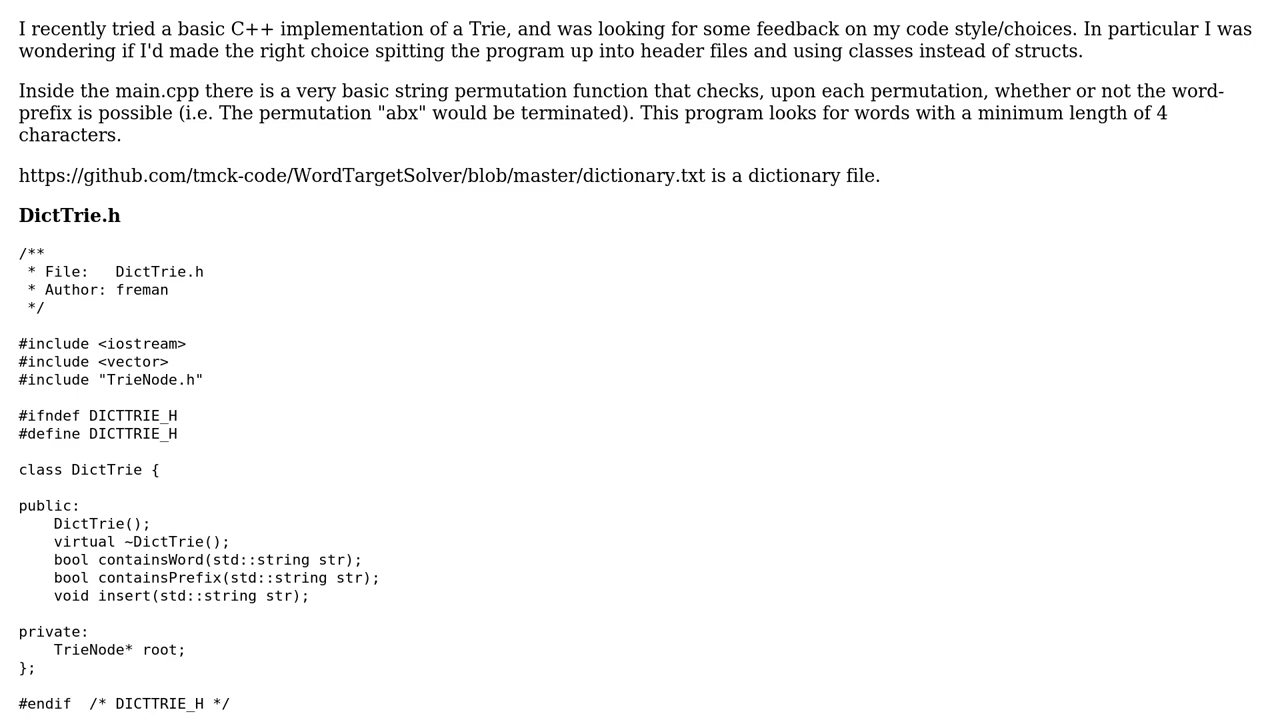 I recently tried a basic C++ implementation of a Trie, and was looking for some feedback on my code style/choices. In particular I was
wondering if I'd made the right choice spitting the program up into header files and using classes instead of structs.
Inside the main.cpp there is a very basic string permutation function that checks, upon each permutation, whether or not the word-
prefix is possible (i.e. The permutation "abx" would be terminated). This program looks for words with a minimum length of 4
characters.
https://github.com/tmck-code/WordTargetSolver/blob/master/dictionary.txt is a dictionary file.
DictTrie.h
/**
 * File:   DictTrie.h
 * Author: freman
 */
#include <iostream>
#include <vector>
#include "TrieNode.h"
#ifndef DICTTRIE_H
#define DICTTRIE_H
class DictTrie {
public:
    DictTrie();
    virtual ~DictTrie();
    bool containsWord(std::string str);
    bool containsPrefix(std::string str);
    void insert(std::string str);
private:
    TrieNode* root;
};
#endif  /* DICTTRIE_H */